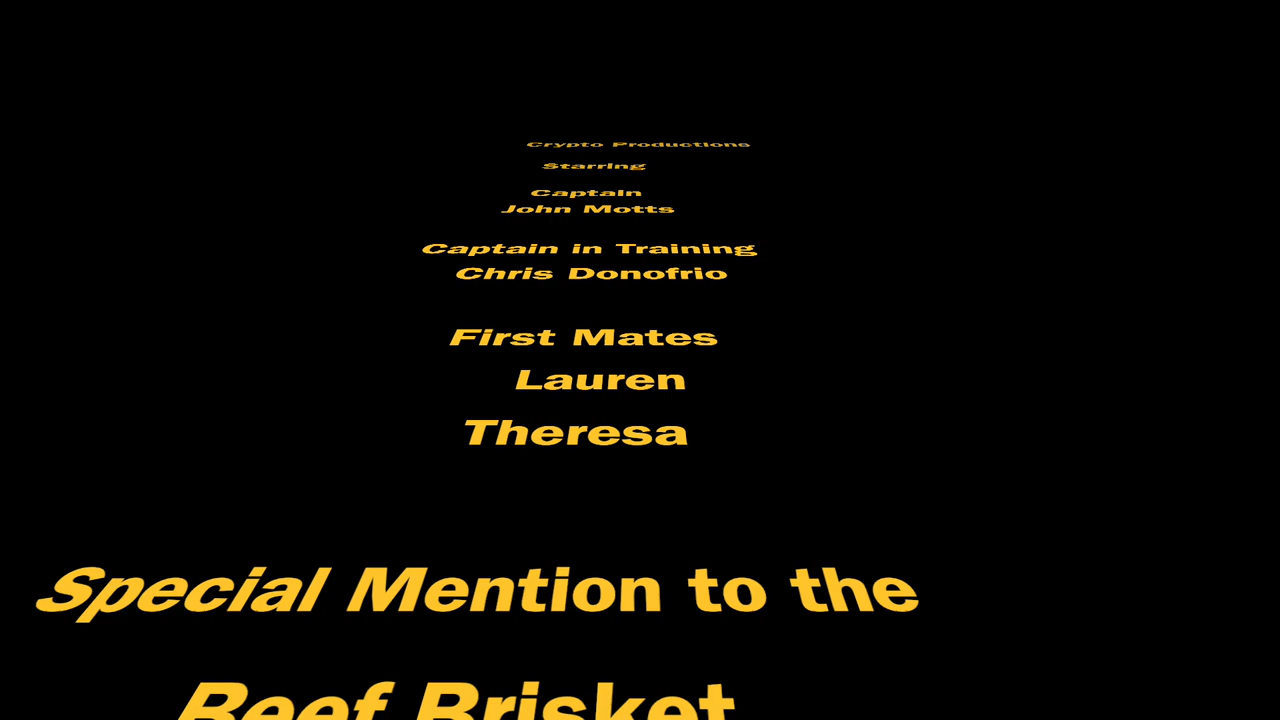 Crypto Productions
Starring
Captain
John Motts
Captain in Training
Chris Donofrio
First Mates
Lauren
Theresa
Special Mention to the
Beef Brisket